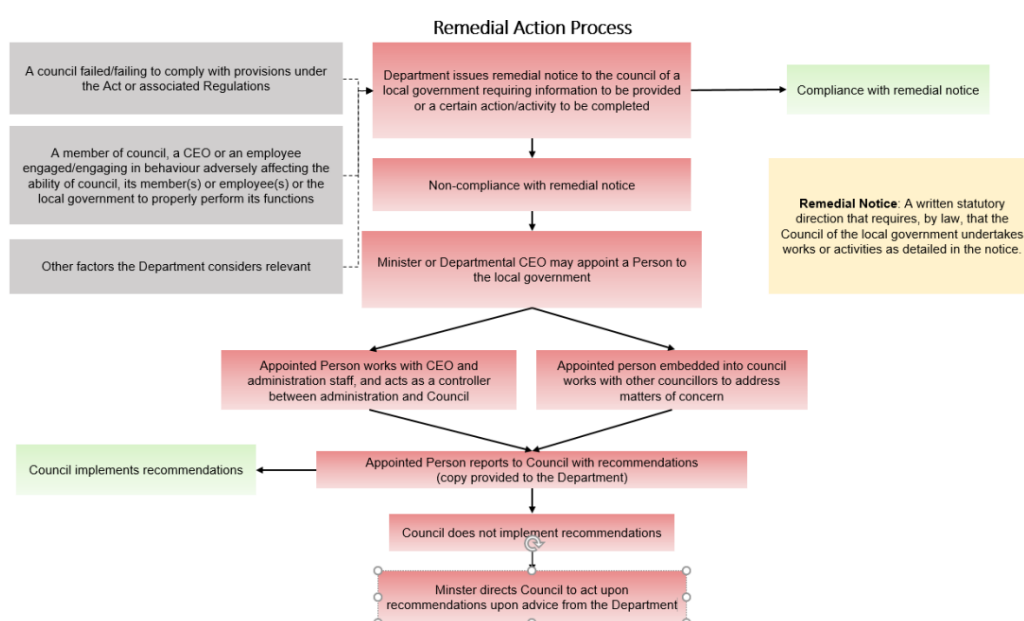 Remedial Action Process
A council failed/failing to comply with provisions under
the Act or associated Regulations
Department issues remedial notice to the council of a
local government requiring information to be provided
or a certain action/activity to be completed
Compliance with remedial notice
A member of council, a CEO or an employee
engaged/engaging in behaviour adversely affecting the
ability of council, its member(s) or employee(s) or the
local government to properly perform its functions
Non-compliance with remedial notice
Remedial Notice: A written statutory
direction that requires, by law, that the
Council of the local government undertakes
works or activities as detailed in the notice.
Other factors the Department considers relevant
Minister or Departmental CEO may appoint a Person to
the local government
Appointed Person works with CEO and
administration staff, and acts as a controller
between administration and Council
Appointed person embedded into council
works with other councillors to address
matters of concern
Council implements recommendations
Appointed Person reports to Council with recommendations
(copy provided to the Department)
Council does not implement recommendations
Minster directs Council to act upon
recommendations upon advice from the Department